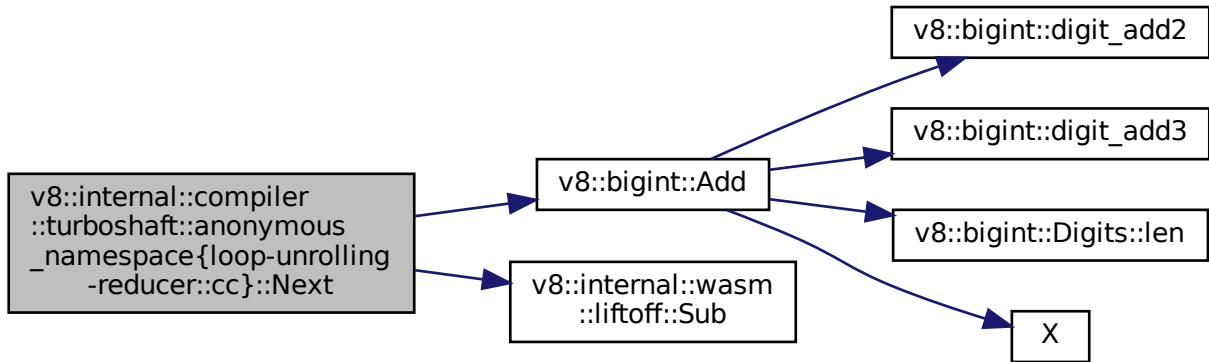 v8::internal::compiler
::turboshaft::anonymous
_namespace{loop-unrolling
-reducer::cc}::Next
v8::bigint::Add
v8::internal::wasm
::liftoff::Sub
v8::bigint::digit_add2
v8::bigint::digit_add3
v8::bigint::Digits::len
X